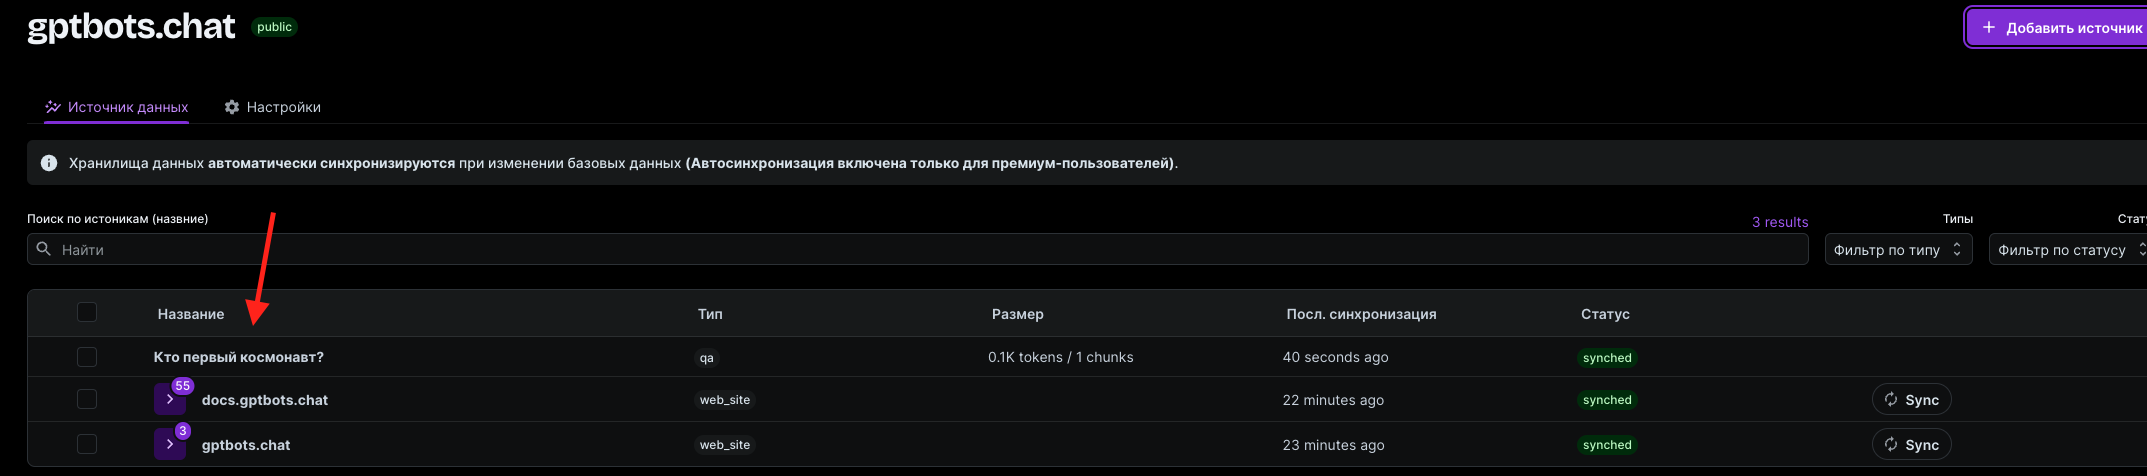 gptbots.chat public
+ Добавить источник
Источник данных Настройки
Хранилища данных автоматически синхронизируются при изменении базовых данных (Автосинхронизация включена только для премиум-пользователей).
Поиск по истоникам (назвние) 3 results Типы Стату
Найти Фильтр по типу Фильтр по статусу
Название Тип Размер Посл. синхронизация Статус
Кто первый космонавт? qa 0.1K tokens / 1 chunks 40 seconds ago synched
55 docs.gptbots.chat web_site 22 minutes ago synched Sync
3 gptbots.chat web_site 23 minutes ago synched Sync